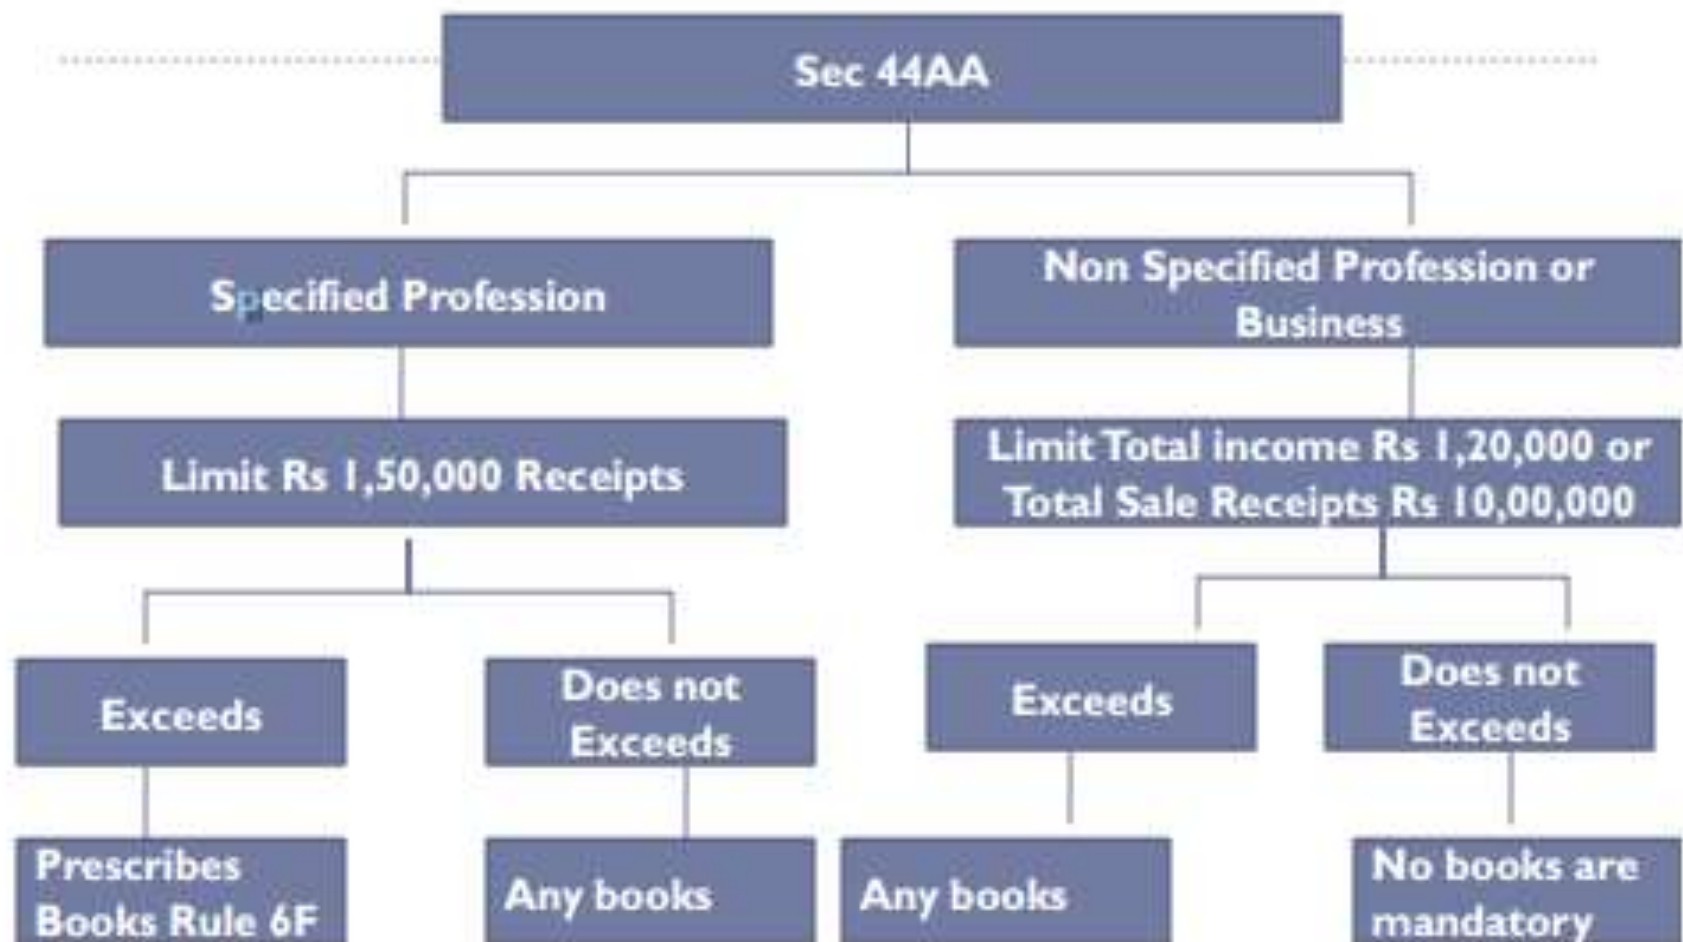 Sec 44AA
Specified Profession
Non Specified Profession or
Business
Limit Rs 1,50,000 Receipts
Limit Total income Rs 1,20,000 or
Total Sale Receipts Rs 10,00,000
Exceeds
Does not
Exceeds
Exceeds
Does not
Exceeds
Prescribes
Books Rule 6F
Any books
Any books
No books are
mandatory